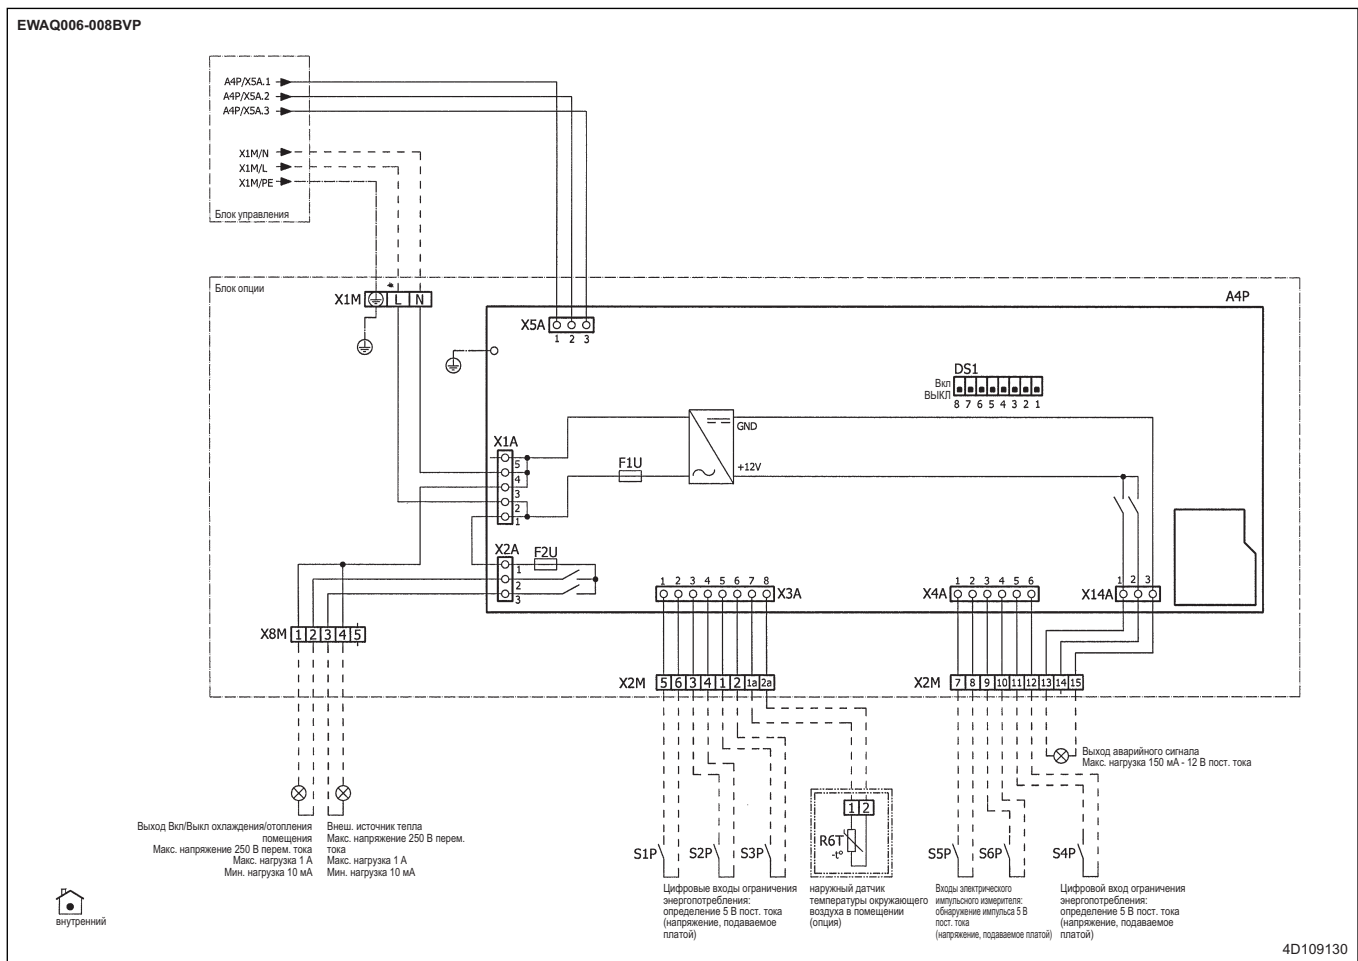 EWAQ006-008BVP
A4P/X5A.1
A4P/X5A.2
A4P/X5A.3
X1M/N
X1M/L
X1M/PE
Блок управления
Блок опции
X1M
L
N
A4P
X5A
1 2 3
DS1
Вкл
ВЫКЛ
8 7 6 5 4 3 2 1
GND
+12V
X1A
5
4
3
2
1
F1U
X2A
F2U
1
2
3
1 2 3 4 5 6 7 8
X3A
X4A
1 2 3 4 5 6
X14A
1 2 3
X8M
1 2 3 4 5
X2M
5 6 3 4 1 2 1a 2a
X2M
7 8 9 10 11 12 13 14 15
Выход аварийного сигнала
Макс. нагрузка 150 мА - 12 В пост. тока
1 2
R6T
-t°
S1P
S2P
S3P
S5P
S6P
S4P
Выход Вкл/Выкл охлаждения/отопления
помещения
Макс. напряжение 250 В перем. тока
Макс. нагрузка 1 А
Мин. нагрузка 10 мА
Внеш. источник тепла
Макс. напряжение 250 В перем.
тока
Макс. нагрузка 1 А
Мин. нагрузка 10 мА
Цифровые входы ограничения
энергопотребления:
определение 5 В пост. тока
(напряжение, подаваемое
платой)
наружный датчик
температуры окружающего
воздуха в помещении
(опция)
Входы электрического
импульсного измерителя:
обнаружение импульса 5 В
пост. тока
(напряжение, подаваемое платой)
Цифровой вход ограничения
энергопотребления:
определение 5 В пост. тока
(напряжение, подаваемое
платой)
внутренний
4D109130